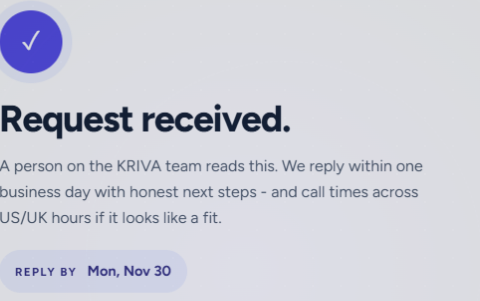 ✓
Request received.
A person on the KRIVA team reads this. We reply within one
business day with honest next steps - and call times across
US/UK hours if it looks like a fit.
REPLY BY Mon, Nov 30